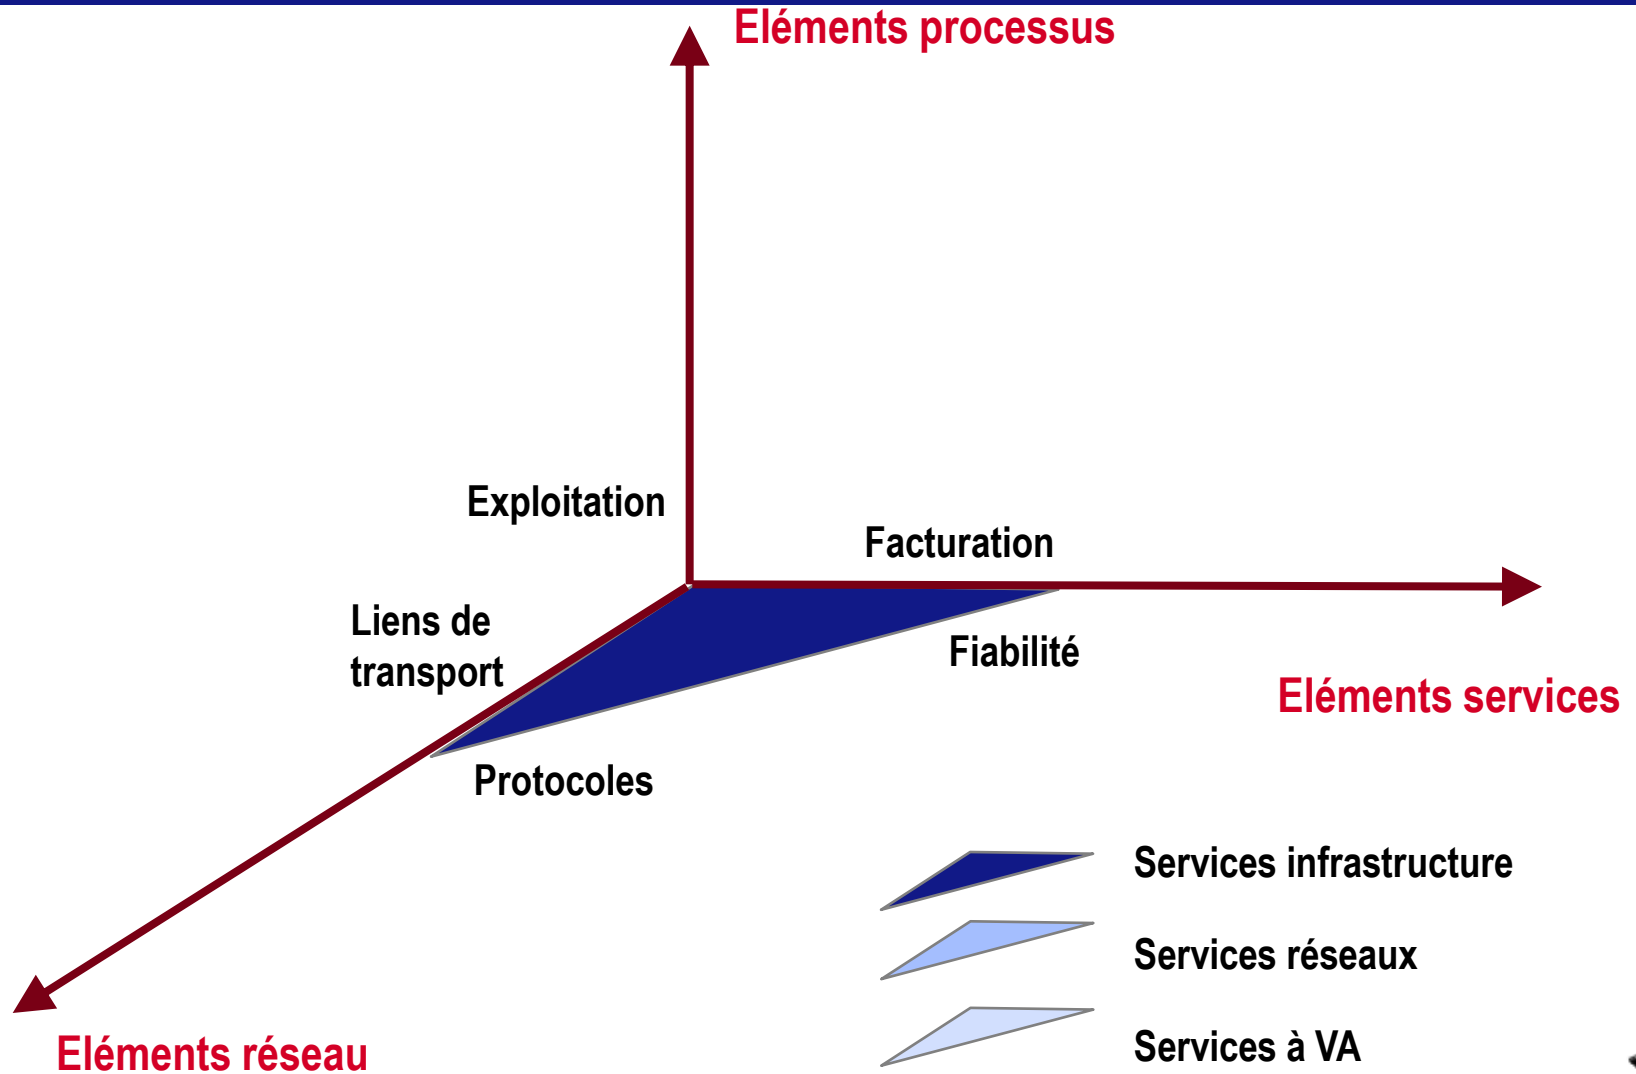 Eléments processus
Exploitation
Facturation
Liens de
transport
Fiabilité
Eléments services
Protocoles
Services infrastructure
Services réseaux
Services à VA
Eléments réseau